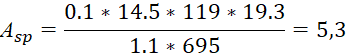 A_sp = (0.1 * 14.5 * 119 * 19.3) / (1.1 * 695) = 5,3